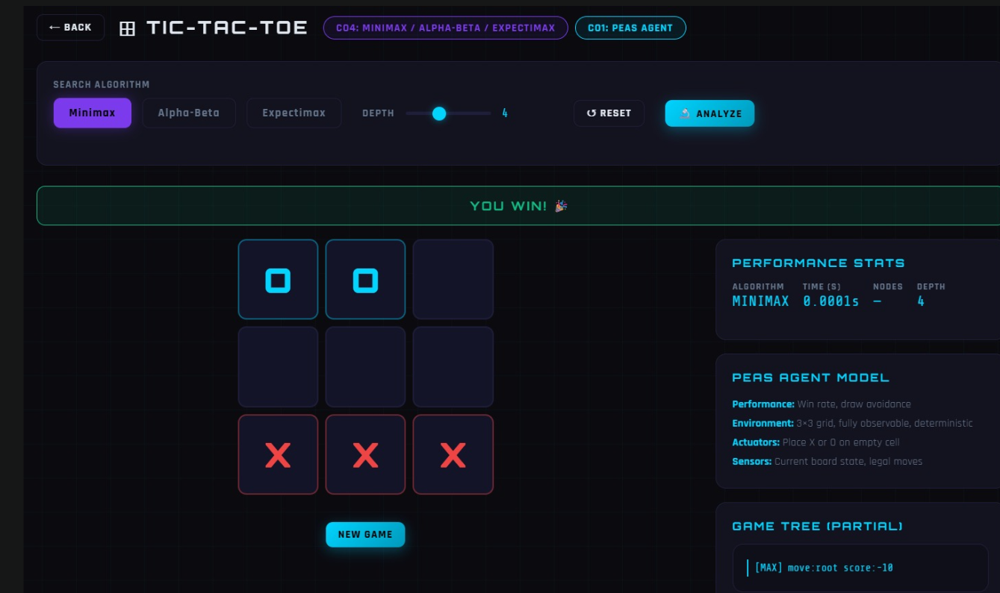 ← BACK
TIC-TAC-TOE
CO4: MINIMAX / ALPHA-BETA / EXPECTIMAX
CO1: PEAS AGENT
SEARCH ALGORITHM
Minimax
Alpha-Beta
Expectimax
DEPTH
4
↺ RESET
🔬 ANALYZE
YOU WIN! 🎉
O O
X X X
NEW GAME
PERFORMANCE STATS
ALGORITHM TIME (S) NODES DEPTH
MINIMAX 0.0001s — 4
PEAS AGENT MODEL
Performance: Win rate, draw avoidance
Environment: 3×3 grid, fully observable, deterministic
Actuators: Place X or O on empty cell
Sensors: Current board state, legal moves
GAME TREE (PARTIAL)
[MAX] move:root score:-10